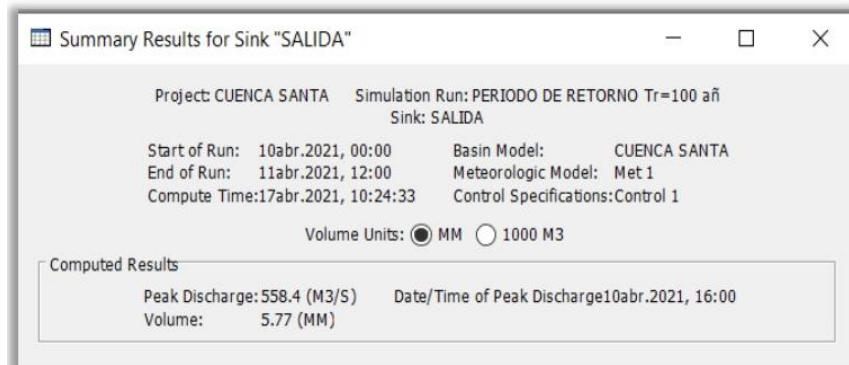 Summary Results for Sink "SALIDA"
Project: CUENCA SANTA Simulation Run: PERIODO DE RETORNO Tr=100 añ
Sink: SALIDA
Start of Run: 10abr.2021, 00:00 Basin Model: CUENCA SANTA
End of Run: 11abr.2021, 12:00 Meteorologic Model: Met 1
Compute Time:17abr.2021, 10:24:33 Control Specifications:Control 1
Volume Units: MM 1000 M3
Computed Results
Peak Discharge:558.4 (M3/S) Date/Time of Peak Discharge10abr.2021, 16:00
Volume: 5.77 (MM)